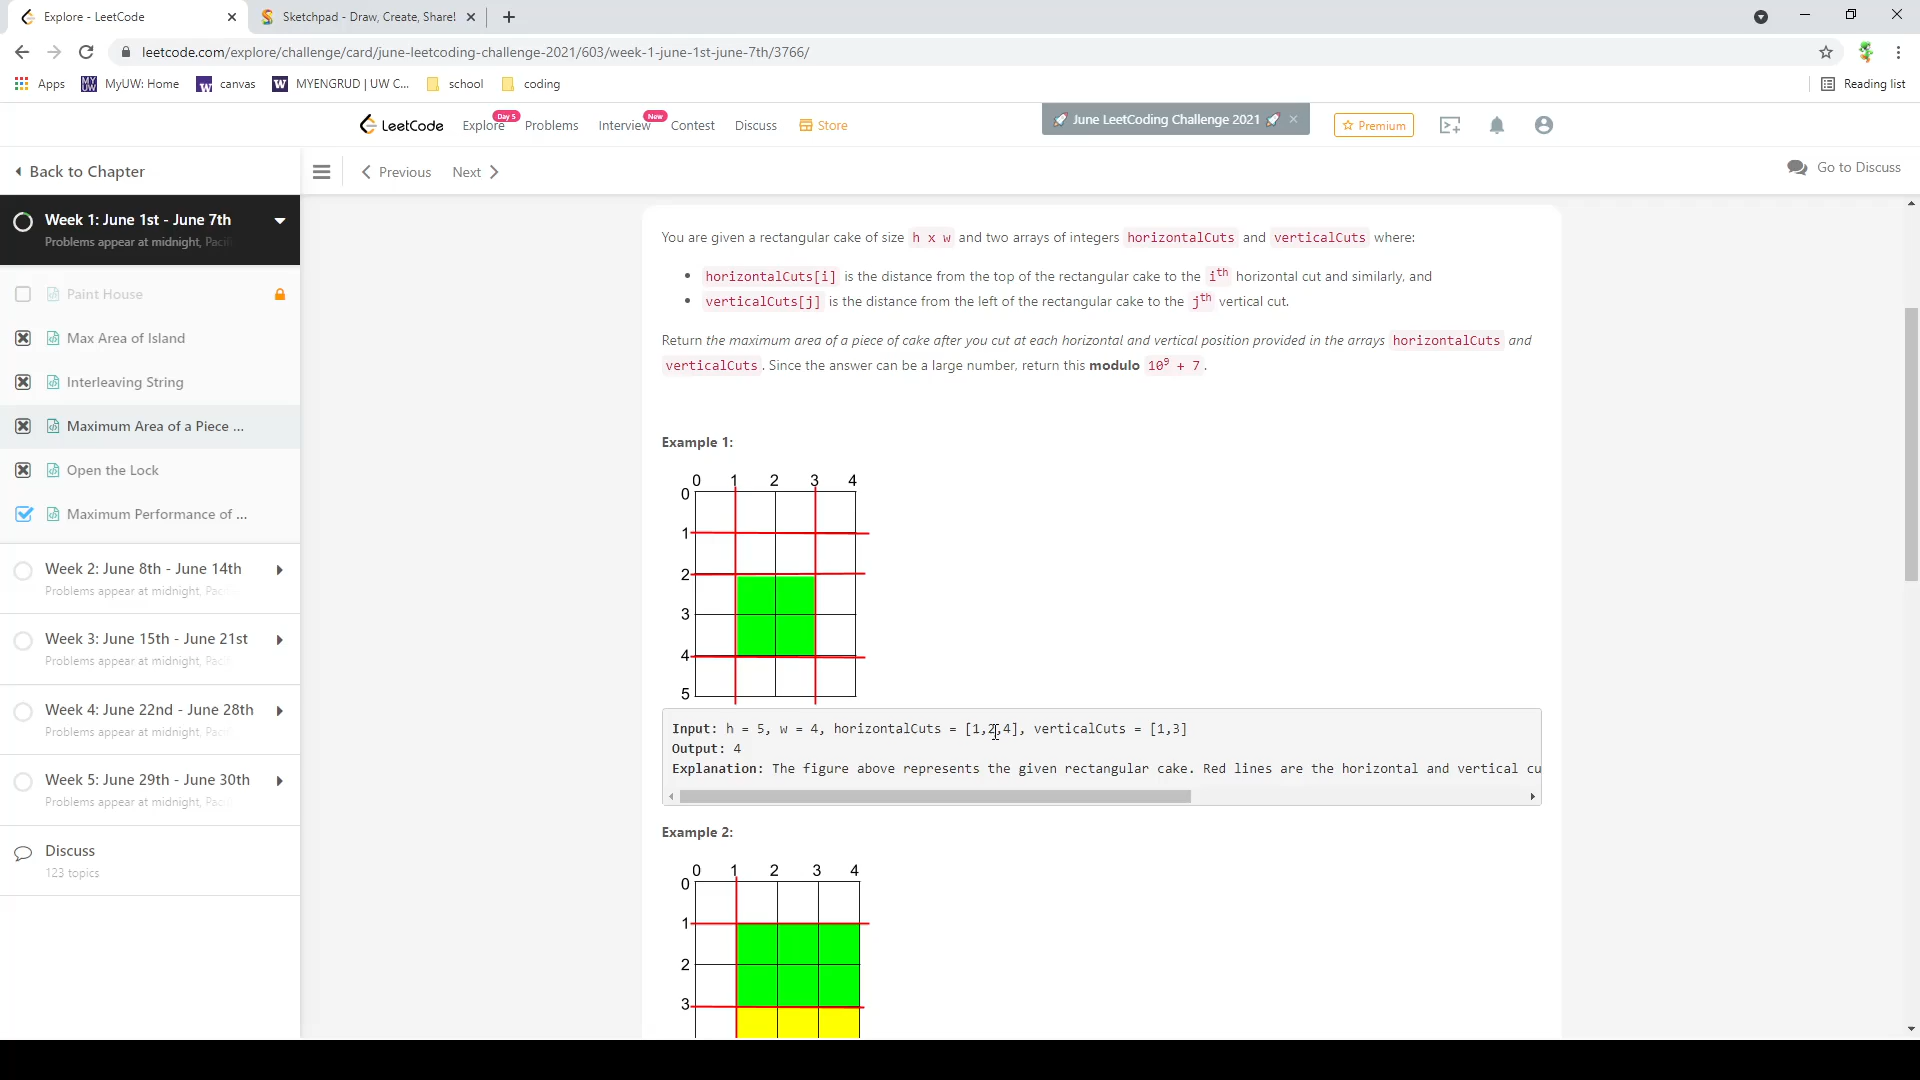 Explore - LeetCode
Sketchpad - Draw, Create, Share!
leetcode.com/explore/challenge/card/june-leetcoding-challenge-2021/603/week-1-june-1st-june-7th/3766/
Apps
MyUW: Home
canvas
MYENGRUD | UW C...
school
coding
Reading list
LeetCode
Explore
Day 5
Problems
Interview
New
Contest
Discuss
Store
June LeetCoding Challenge 2021
Premium
Back to Chapter
Previous
Next
Go to Discuss
Week 1: June 1st - June 7th
Problems appear at midnight, Pacifi
Paint House
Max Area of Island
Interleaving String
Maximum Area of a Piece ...
Open the Lock
Maximum Performance of ...
Week 2: June 8th - June 14th
Problems appear at midnight, Pac
Week 3: June 15th - June 21st
Problems appear at midnight, Pac
Week 4: June 22nd - June 28th
Problems appear at midnight, Pac
Week 5: June 29th - June 30th
Problems appear at midnight, Pac
Discuss
123 topics
You are given a rectangular cake of size h x w and two arrays of integers horizontalCuts and verticalCuts where:
• horizontalCuts[i] is the distance from the top of the rectangular cake to the ith horizontal cut and similarly, and
• verticalCuts[j] is the distance from the left of the rectangular cake to the jth vertical cut.
Return the maximum area of a piece of cake after you cut at each horizontal and vertical position provided in the arrays horizontalCuts and
verticalCuts. Since the answer can be a large number, return this modulo 10⁹ + 7.
Example 1:
0 1 2 3 4
0
1
2
3
4
5
Input: h = 5, w = 4, horizontalCuts = [1,2,4], verticalCuts = [1,3]
Output: 4
Explanation: The figure above represents the given rectangular cake. Red lines are the horizontal and vertical cu
Example 2:
0 1 2 3 4
0
1
2
3